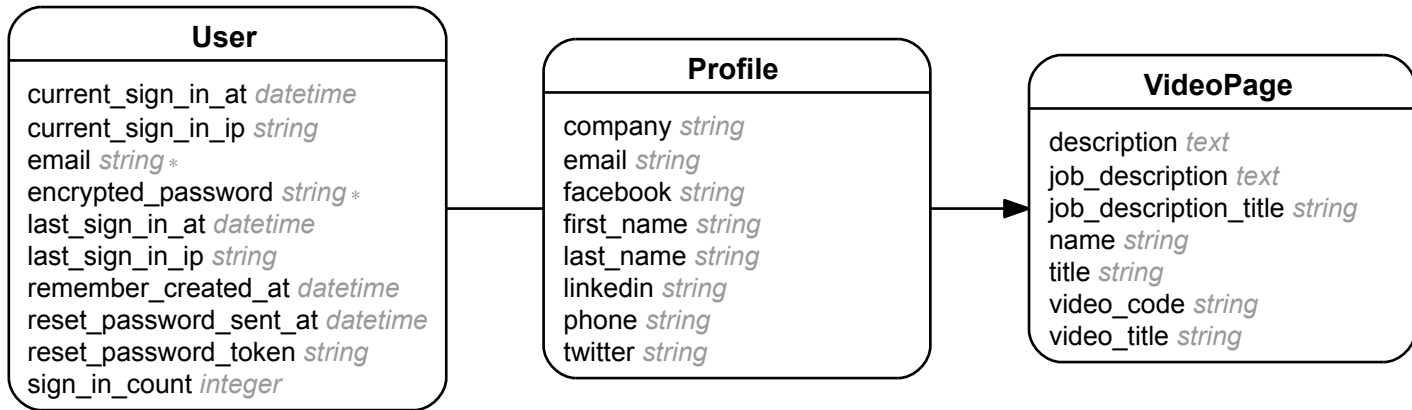 User
current_sign_in_at datetime
current_sign_in_ip string
email string *
encrypted_password string *
last_sign_in_at datetime
last_sign_in_ip string
remember_created_at datetime
reset_password_sent_at datetime
reset_password_token string
sign_in_count integer
Profile
company string
email string
facebook string
first_name string
last_name string
linkedin string
phone string
twitter string
VideoPage
description text
job_description text
job_description_title string
name string
title string
video_code string
video_title string